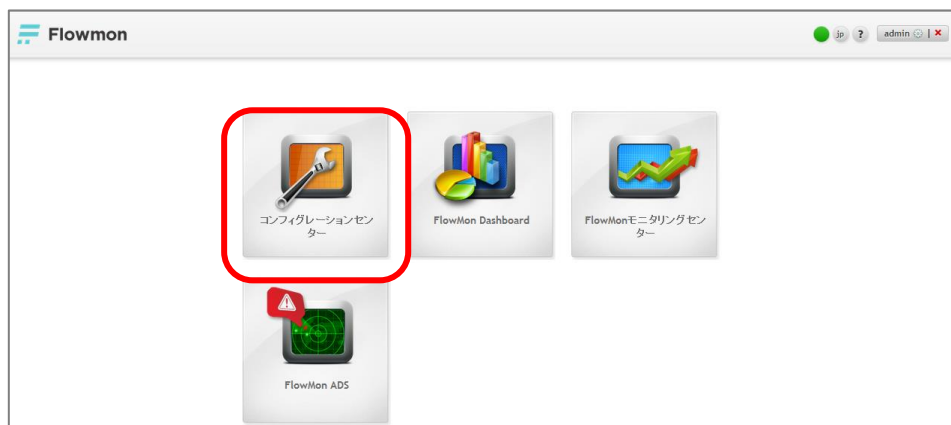 Flowmon
jp ? admin | ×
コンフィグレーションセン
ター
FlowMon Dashboard
FlowMonモニタリングセン
ター
FlowMon ADS